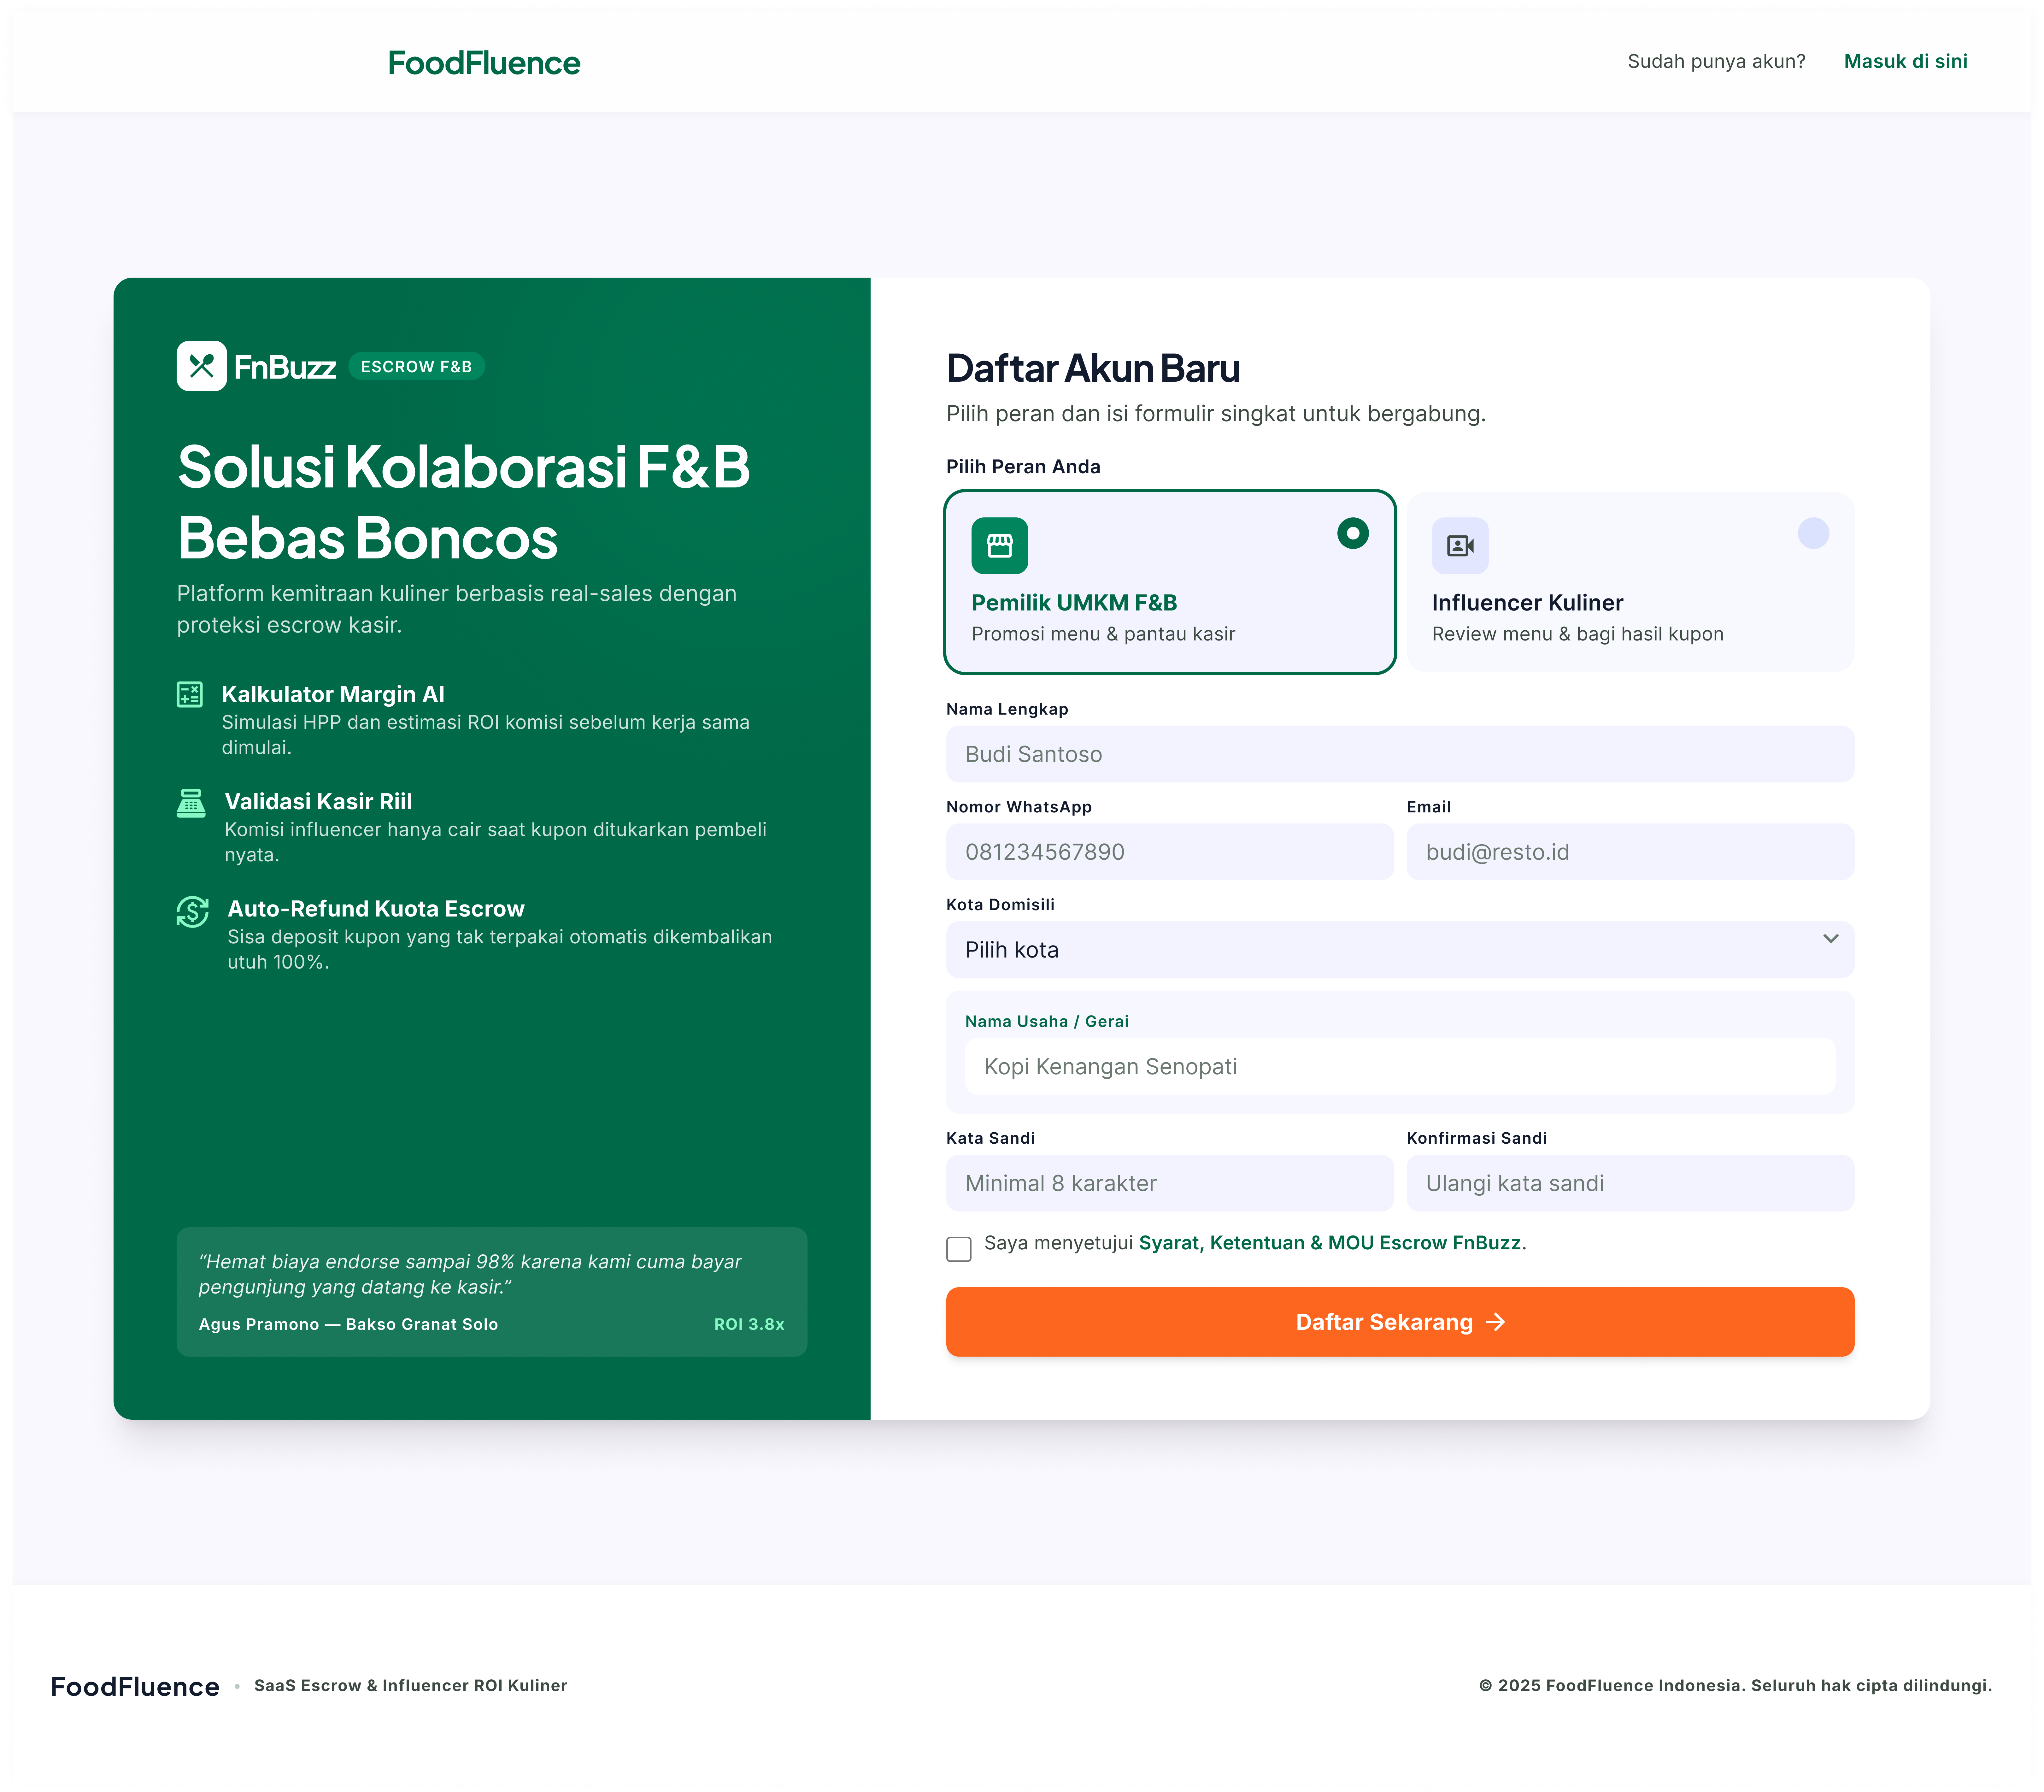 FoodFluence
Sudah punya akun?
Masuk di sini
FnBuzz
ESCROW F&B
Solusi Kolaborasi F&B
Bebas Boncos
Platform kemitraan kuliner berbasis real-sales dengan
proteksi escrow kasir.
Kalkulator Margin AI
Simulasi HPP dan estimasi ROI komisi sebelum kerja sama
dimulai.
Validasi Kasir Riil
Komisi influencer hanya cair saat kupon ditukarkan pembeli
nyata.
Auto-Refund Kuota Escrow
Sisa deposit kupon yang tak terpakai otomatis dikembalikan
utuh 100%.
“Hemat biaya endorse sampai 98% karena kami cuma bayar
pengunjung yang datang ke kasir.”
Agus Pramono — Bakso Granat Solo
ROI 3.8x
Daftar Akun Baru
Pilih peran dan isi formulir singkat untuk bergabung.
Pilih Peran Anda
Pemilik UMKM F&B
Promosi menu & pantau kasir
Influencer Kuliner
Review menu & bagi hasil kupon
Nama Lengkap
Budi Santoso
Nomor WhatsApp
081234567890
Email
budi@resto.id
Kota Domisili
Pilih kota
Nama Usaha / Gerai
Kopi Kenangan Senopati
Kata Sandi
Minimal 8 karakter
Konfirmasi Sandi
Ulangi kata sandi
Saya menyetujui Syarat, Ketentuan & MOU Escrow FnBuzz.
Daftar Sekarang →
FoodFluence • SaaS Escrow & Influencer ROI Kuliner
© 2025 FoodFluence Indonesia. Seluruh hak cipta dilindungi.